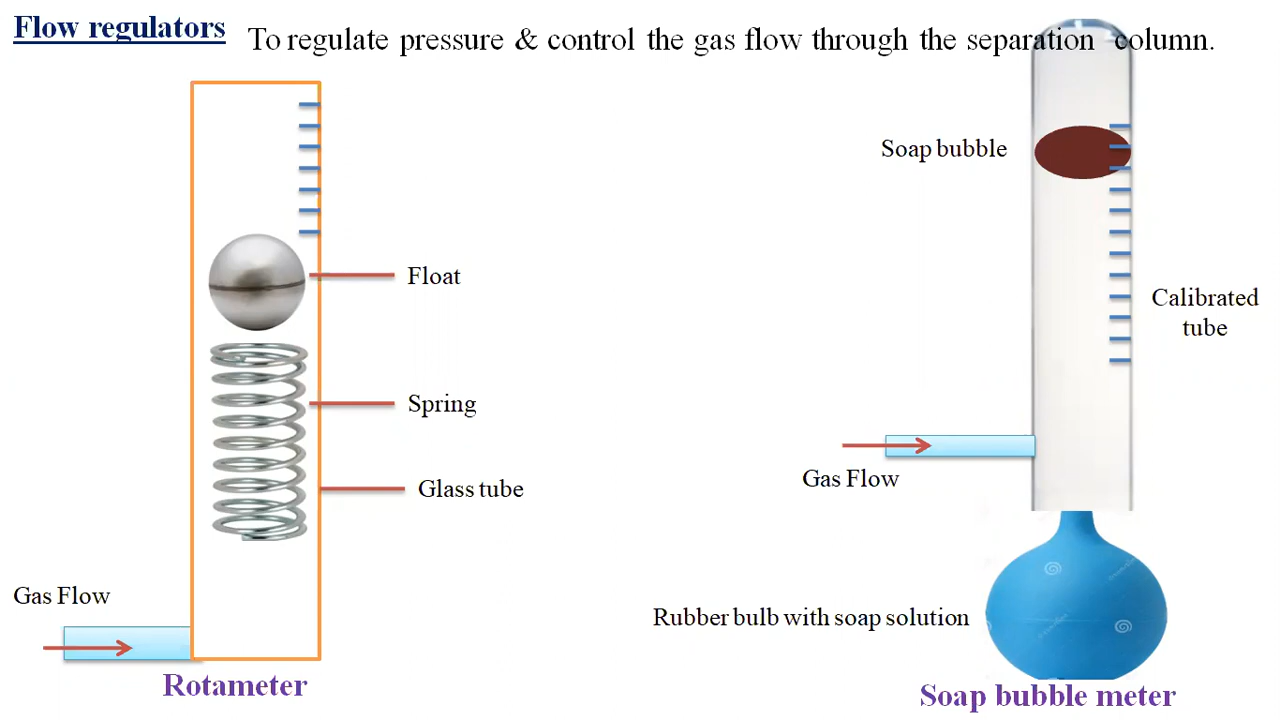 Flow regulators
To regulate pressure & control the gas flow through the separation column.
Soap bubble
Float
Calibrated
tube
Spring
Glass tube
Gas Flow
Gas Flow
Rubber bulb with soap solution
Rotameter
Soap bubble meter